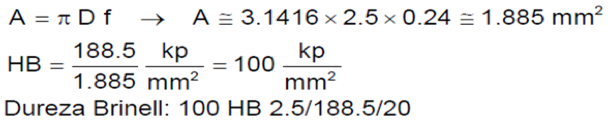 A = π D f → A ≅ 3.1416 × 2.5 × 0.24 ≅ 1.885 mm²
HB = 188.5/1.885 kp/mm² = 100 kp/mm²
Dureza Brinell: 100 HB 2.5/188.5/20